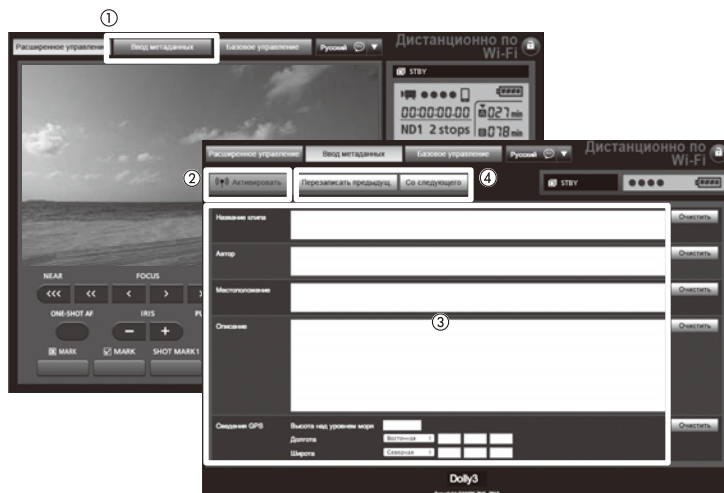 ①
Расширенное управление Ввод метаданных Базовое управление Русский
Дистанционно по
Wi-Fi
STBY
00:00:00:00 027 min
ND1 2 stops 078 min
NEAR FOCUS
<<< << < >
ONE-SHOT AF IRIS
− +
MARK MARK SHOT MARK1
Расширенное управление Ввод метаданных Базовое управление Русский
Дистанционно по
Wi-Fi
② Активировать Перезаписать предыдущ. Со следующего ④ STBY
Название клипа Очистить
Автор Очистить
Местоположение Очистить
Описание ③ Очистить
Сведения GPS Высота над уровнем моря Очистить
Долгота Восточная
Широта Северная
Dolly3